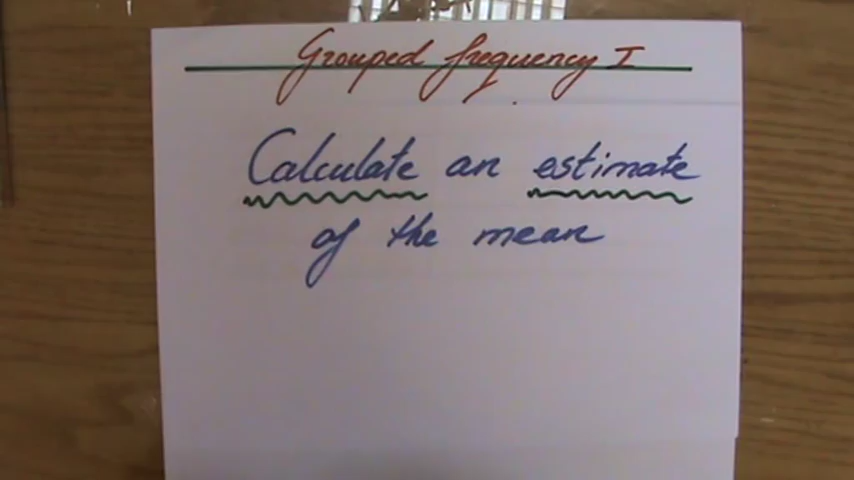 Grouped frequency I
Calculate an estimate
of the mean